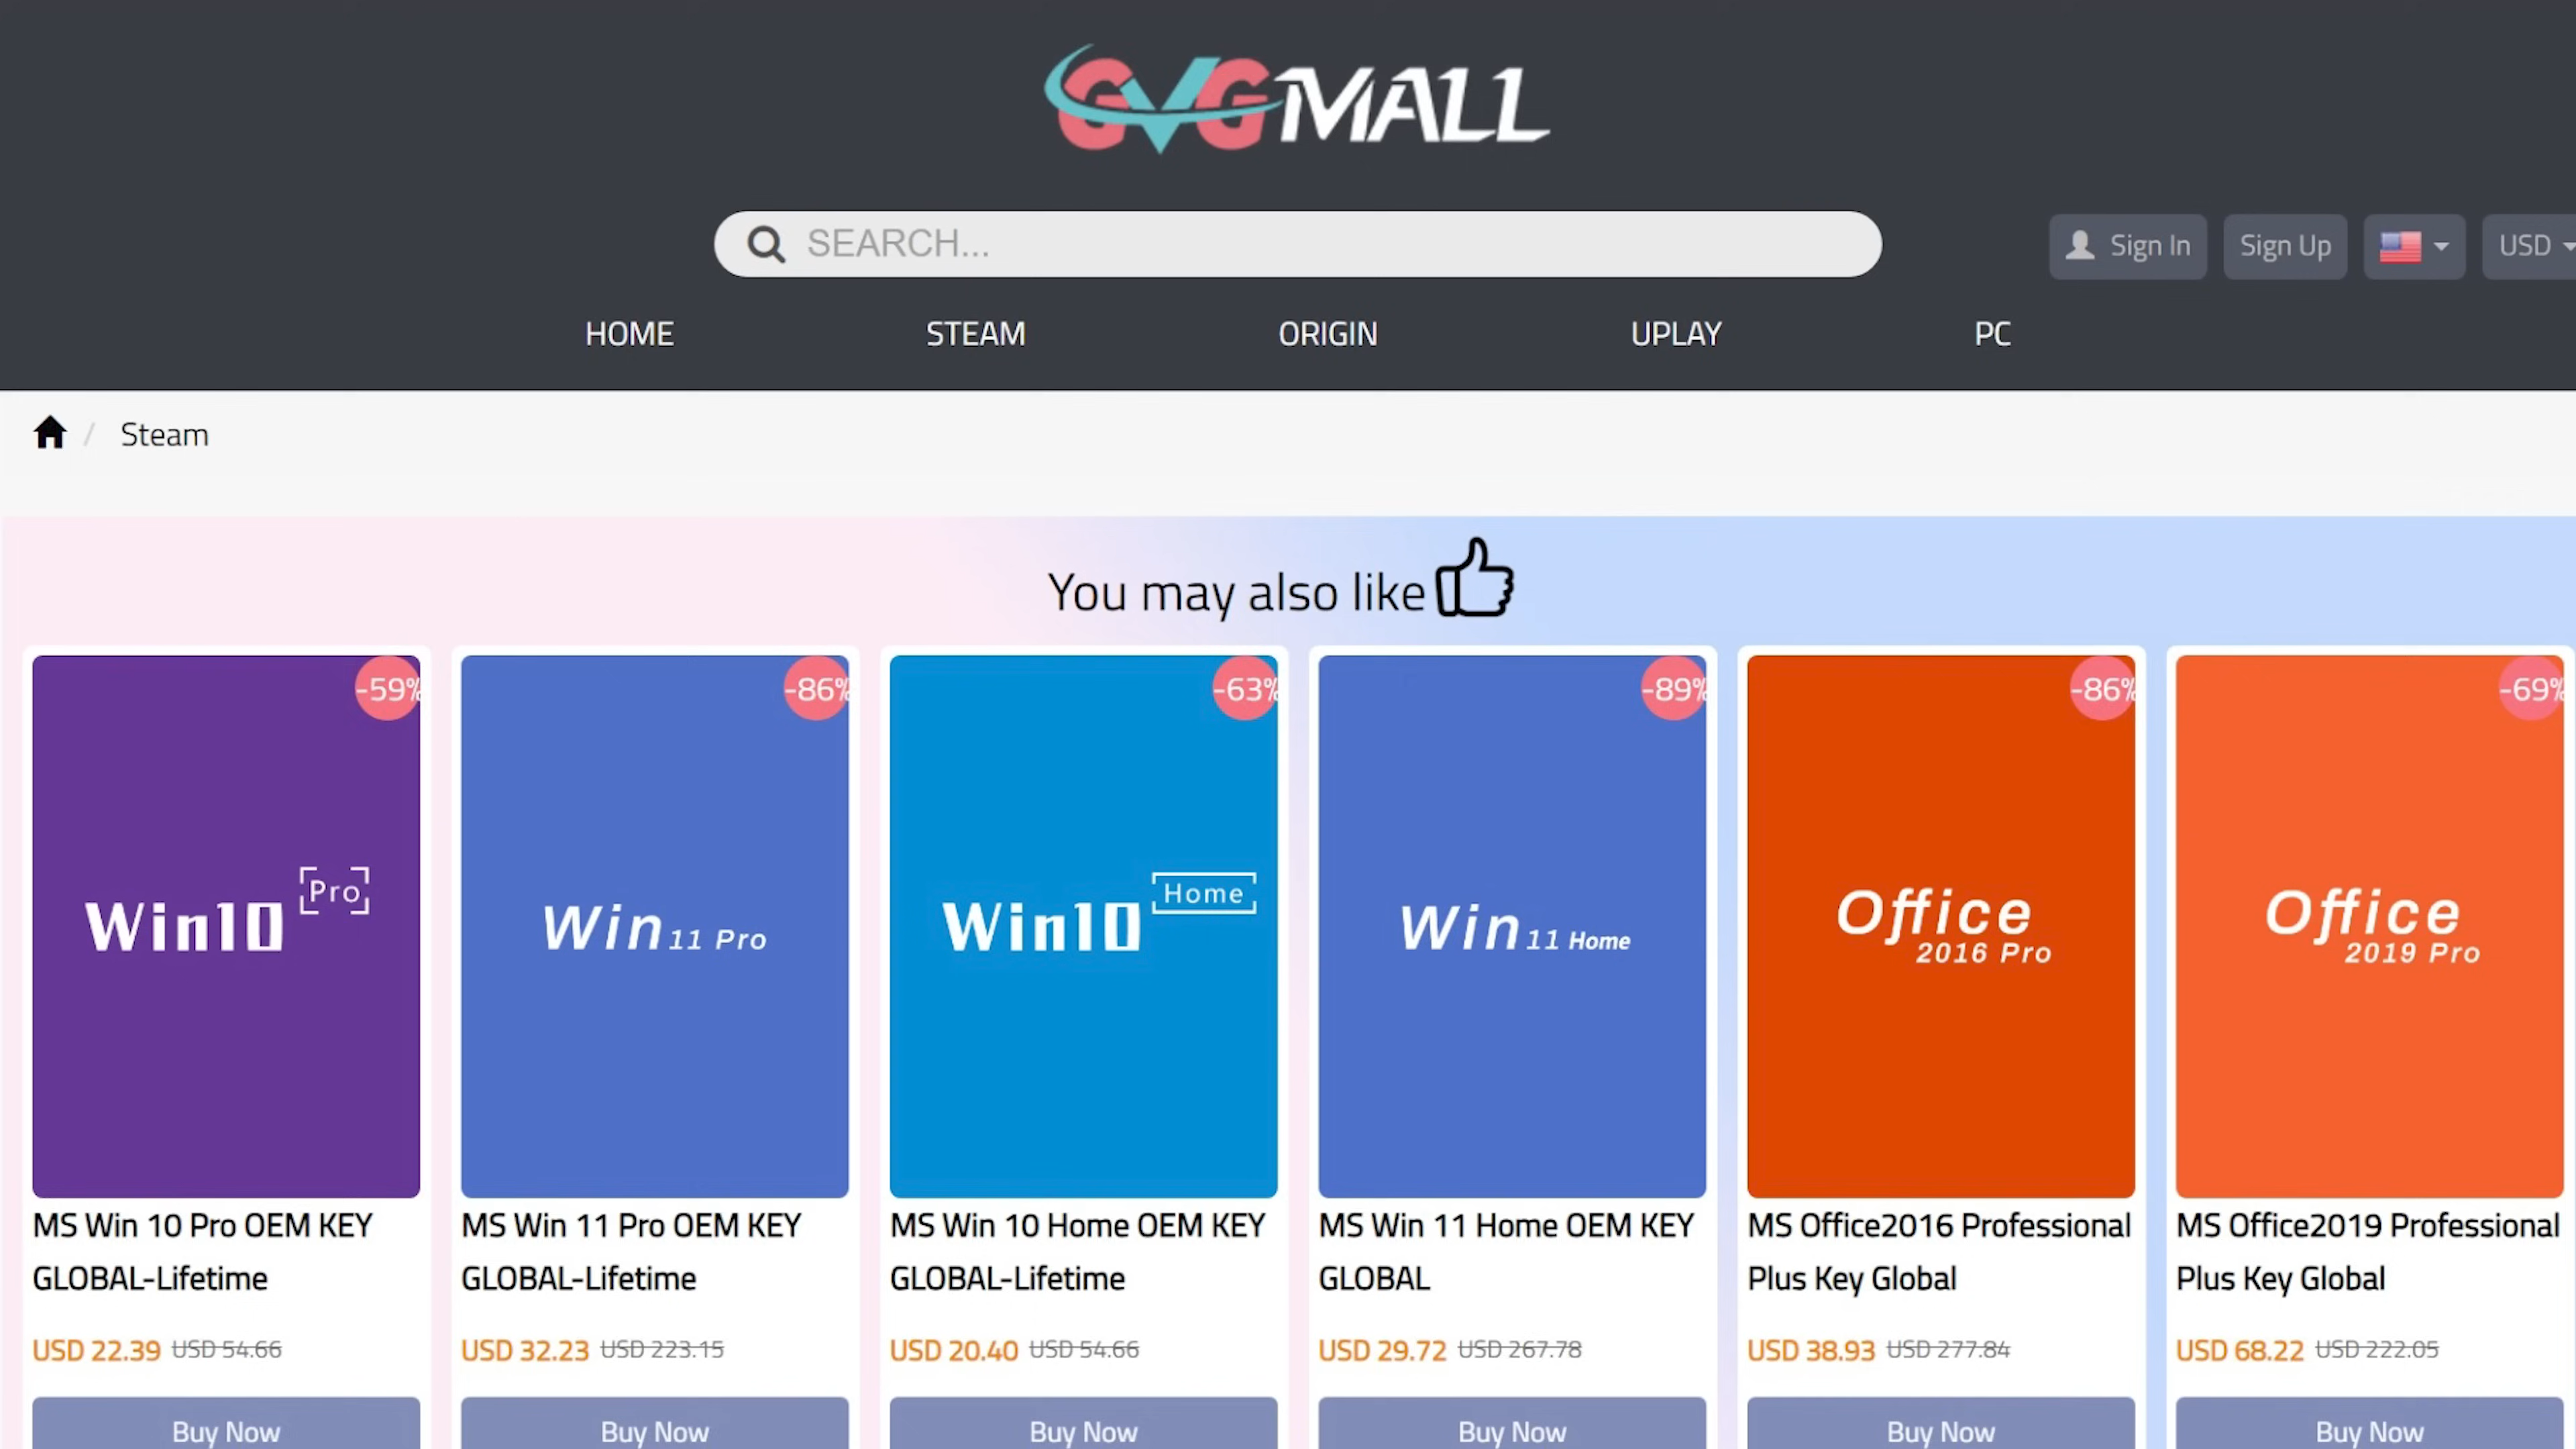 GVGMALL
SEARCH...
Sign In
Sign Up
USD
HOME
STEAM
ORIGIN
UPLAY
PC
/ Steam
You may also like
-59%
-86%
-63%
-89%
-86%
-69%
Win10 Pro
Win 11 Pro
Win10 Home
Win 11 Home
Office
2016 Pro
Office
2019 Pro
MS Win 10 Pro OEM KEY
GLOBAL-Lifetime
USD 22.39 USD 54.66
Buy Now
MS Win 11 Pro OEM KEY
GLOBAL-Lifetime
USD 32.23 USD 223.15
Buy Now
MS Win 10 Home OEM KEY
GLOBAL-Lifetime
USD 20.40 USD 54.66
Buy Now
MS Win 11 Home OEM KEY
GLOBAL
USD 29.72 USD 267.78
Buy Now
MS Office2016 Professional
Plus Key Global
USD 38.93 USD 277.84
Buy Now
MS Office2019 Professional
Plus Key Global
USD 68.22 USD 222.05
Buy Now